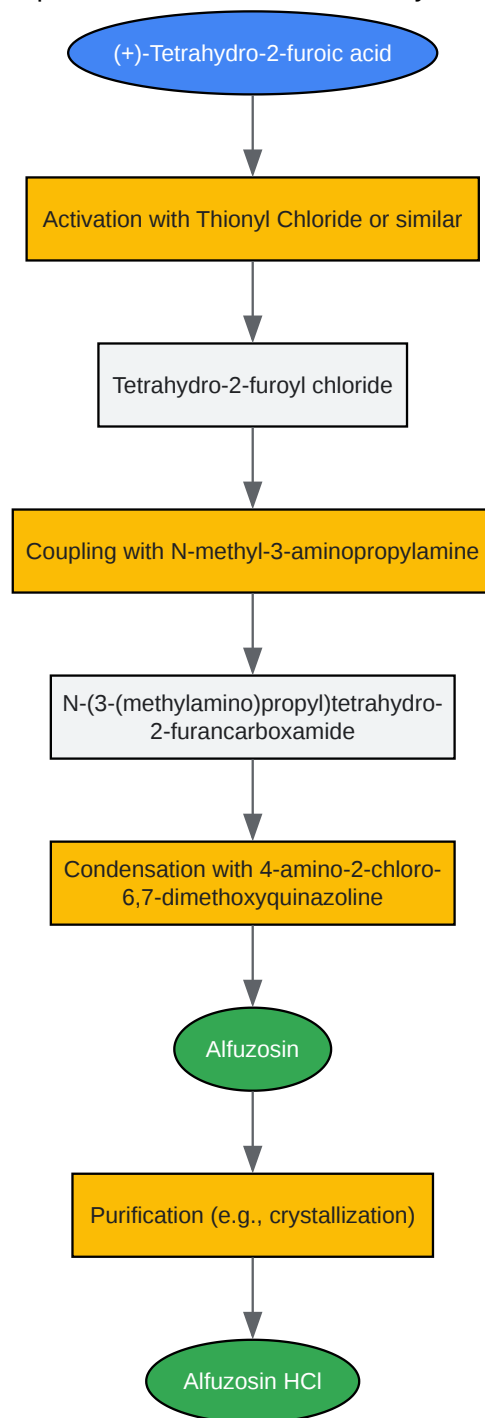 (+)-Tetrahydro-2-furoic acid
Activation with Thionyl Chloride or similar
Tetrahydro-2-furoyl chloride
Coupling with N-methyl-3-aminopropylamine
N-(3-(methylamino)propyl)tetrahydro-
2-furancarboxamide
Condensation with 4-amino-2-chloro-
6,7-dimethoxyquinazoline
Alfuzosin
Purification (e.g., crystallization)
Alfuzosin HCl